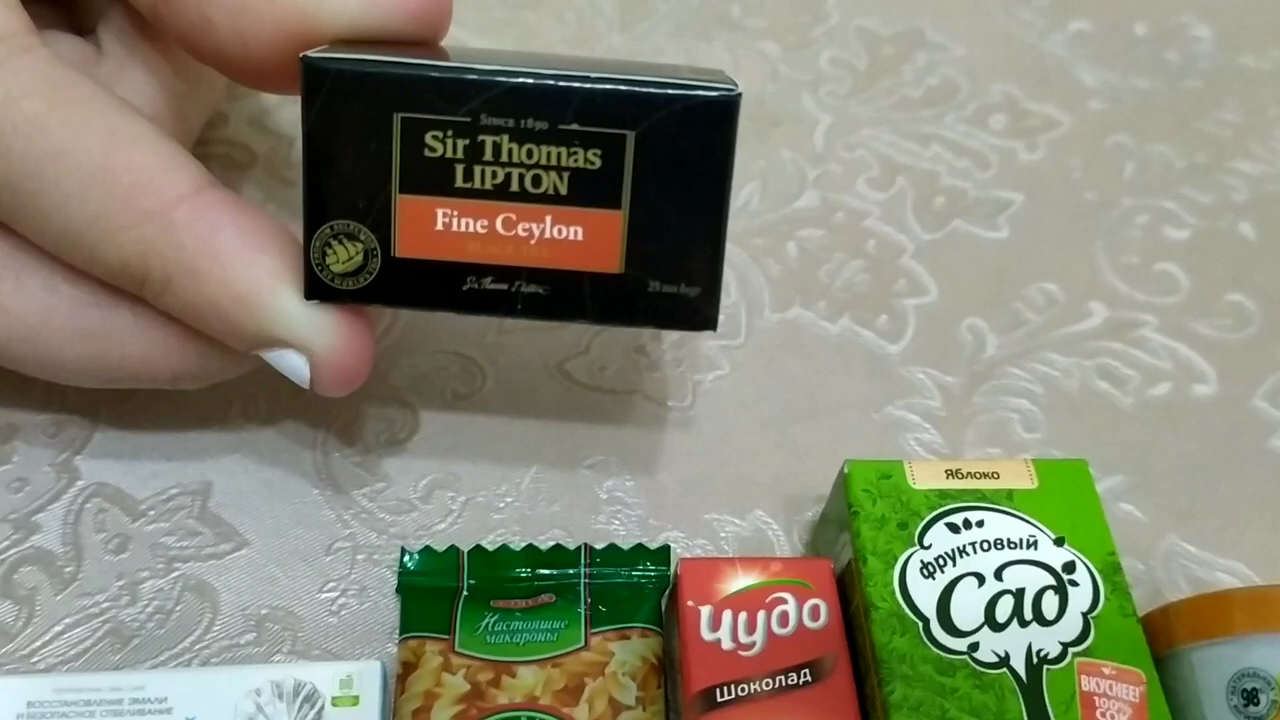 SINCE 1890
Sir Thomas
LIPTON
Fine Ceylon
Яблоко
фруктовый
Сад
ВКУСНЕЕ!
100%
Настоящие
макароны
Чудо
Шоколад
ВОССТАНОВЛЕНИЕ ЭМАЛИ
И БЕЗОПАСНОЕ ОТБЕЛИВАНИЕ
98